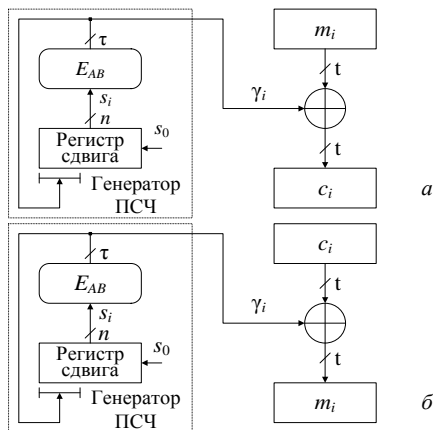 τ
m_i
E_AB
t
s_i
γ_i
n
Регистр
сдвига
s_0
t
Генератор
ПСЧ
c_i
а
τ
c_i
E_AB
t
s_i
γ_i
n
Регистр
сдвига
s_0
t
Генератор
ПСЧ
m_i
б